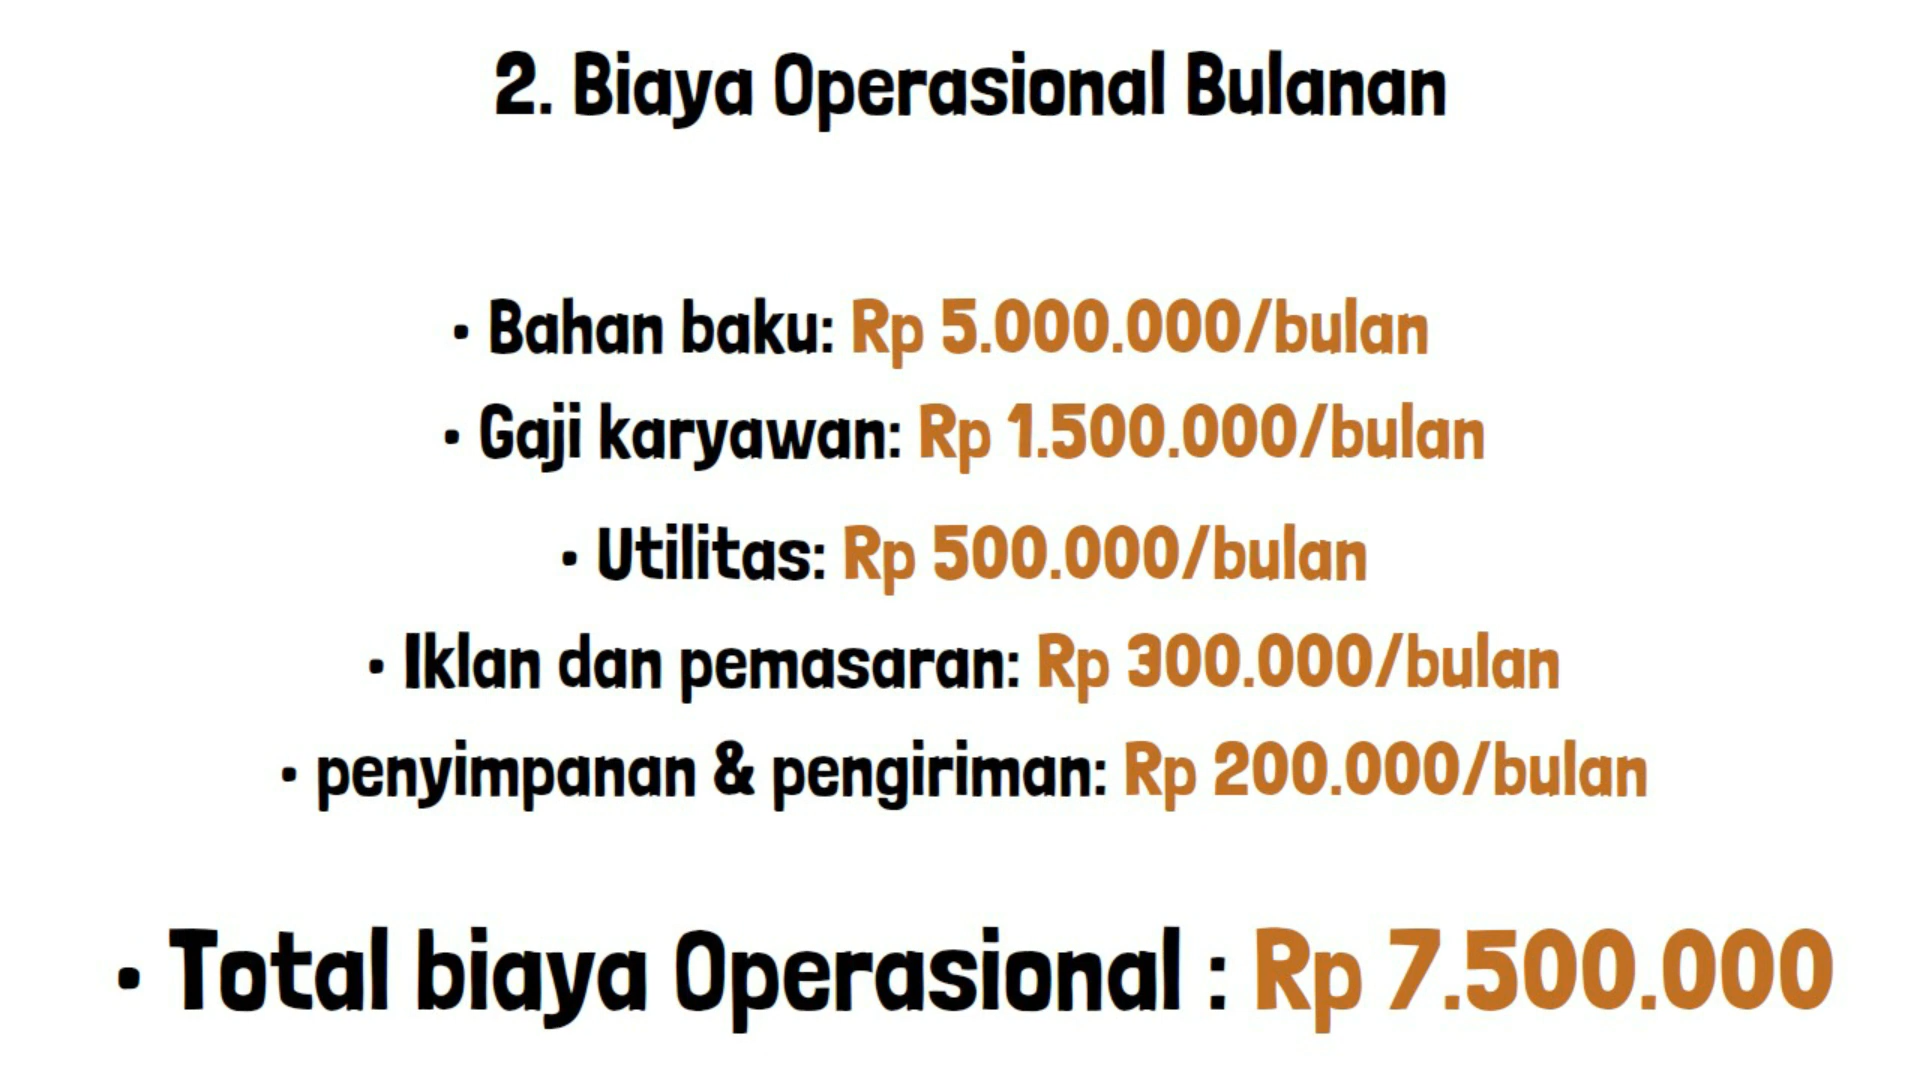 2. Biaya Operasional Bulanan
• Bahan baku: Rp 5.000.000/bulan
• Gaji karyawan: Rp 1.500.000/bulan
• Utilitas: Rp 500.000/bulan
• Iklan dan pemasaran: Rp 300.000/bulan
• penyimpanan & pengiriman: Rp 200.000/bulan
• Total biaya Operasional : Rp 7.500.000